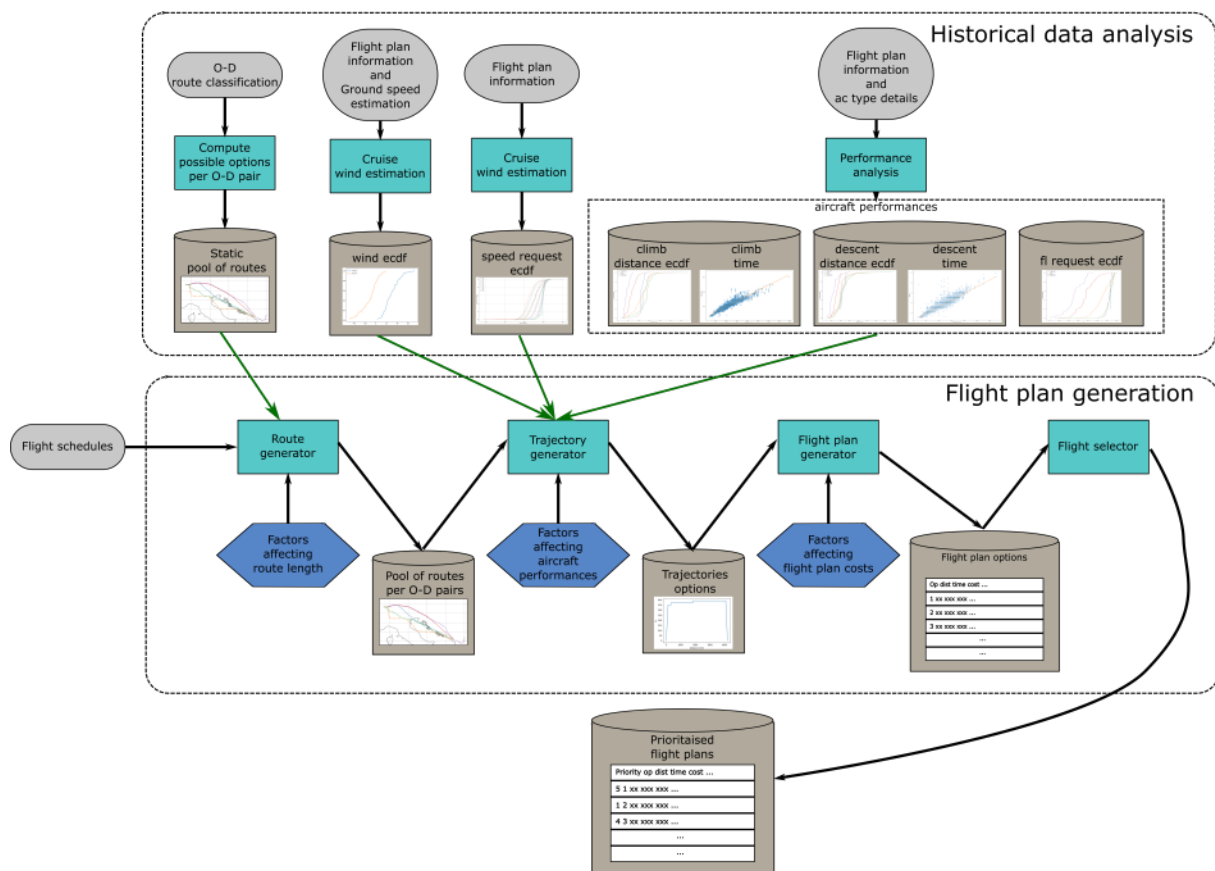 Historical data analysis
O-D
route classification
Flight plan
information
and
Ground speed
estimation
Flight plan
information
Flight plan
information
and
ac type details
Compute
possible options
per O-D pair
Cruise
wind estimation
Cruise
wind estimation
Performance
analysis
aircraft performances
Static
pool of routes
wind ecdf
speed request
ecdf
climb
distance ecdf
climb
time
descent
distance ecdf
descent
time
fl request ecdf
Flight plan generation
Flight schedules
Route
generator
Trajectory
generator
Flight plan
generator
Flight selector
Factors
affecting
route length
Pool of routes
per O-D pairs
Factors
affecting
aircraft
performances
Trajectories
options
Factors
affecting
flight plan costs
Flight plan options
Op dist time cost ...
1 xx xxx xxx ...
2 xx xxx xxx ...
3 xx xxx xxx ...
...
...
Prioritaised
flight plans
Priority op dist time cost ...
5 1 xx xxx xxx ...
1 2 xx xxx xxx ...
4 3 xx xxx xxx ...
...
...